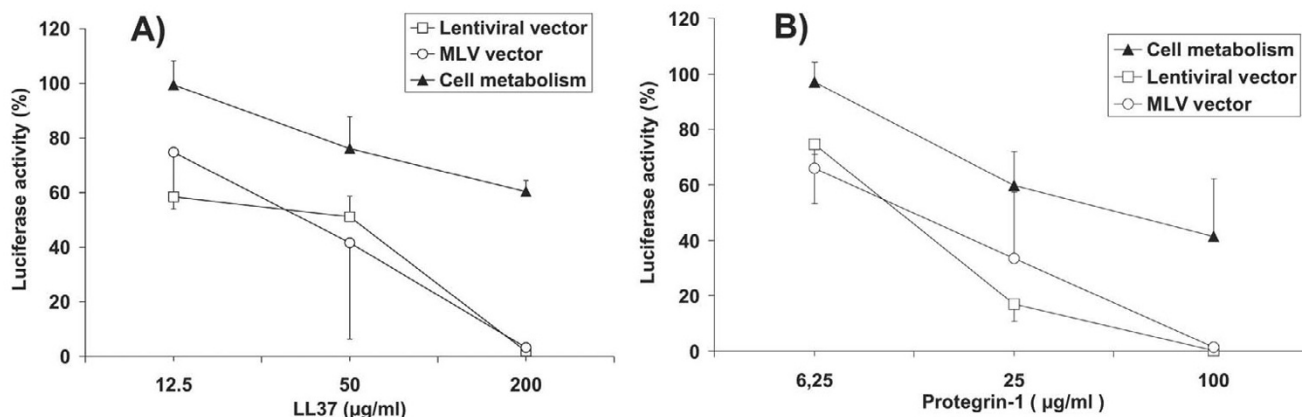 A)
Lentiviral vector
MLV vector
Cell metabolism
Luciferase activity (%)
120
100
80
60
40
20
0
12.5 50 200
LL37 (µg/ml)
B)
Cell metabolism
Lentiviral vector
MLV vector
Luciferase activity (%)
120
100
80
60
40
20
0
6,25 25 100
Protegrin-1 ( µg/ml)